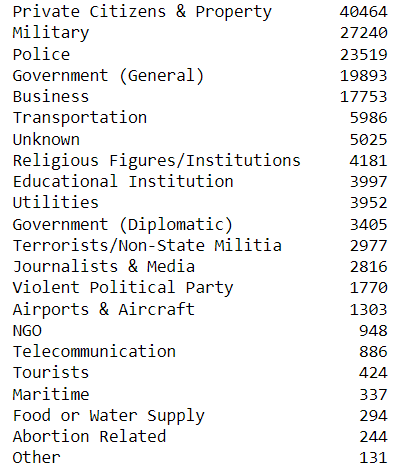 Private Citizens & Property 40464
Military 27240
Police 23519
Government (General) 19893
Business 17753
Transportation 5986
Unknown 5025
Religious Figures/Institutions 4181
Educational Institution 3997
Utilities 3952
Government (Diplomatic) 3405
Terrorists/Non-State Militia 2977
Journalists & Media 2816
Violent Political Party 1770
Airports & Aircraft 1303
NGO 948
Telecommunication 886
Tourists 424
Maritime 337
Food or Water Supply 294
Abortion Related 244
Other 131